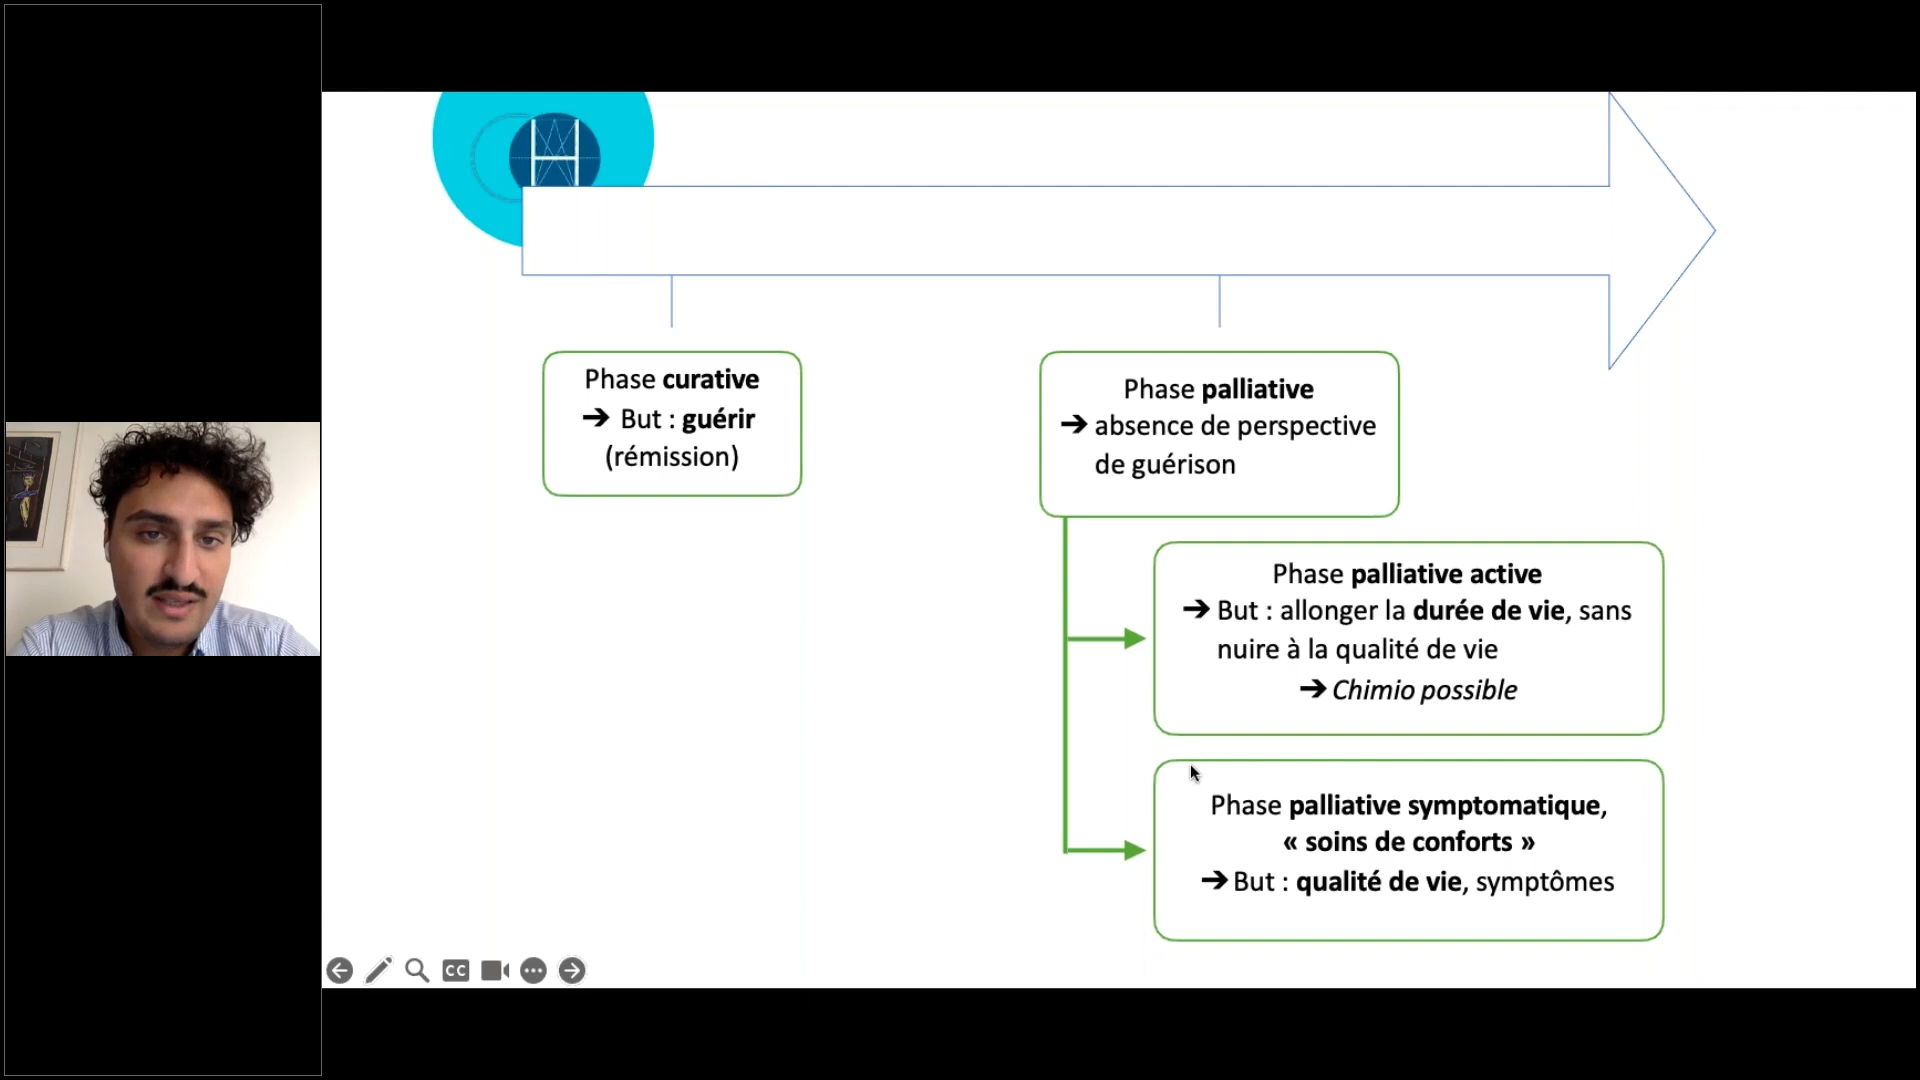 H
Phase curative
➔ But : guérir
(rémission)
Phase palliative
➔ absence de perspective
de guérison
Phase palliative active
➔ But : allonger la durée de vie, sans
nuire à la qualité de vie
➔ Chimio possible
Phase palliative symptomatique,
« soins de conforts »
➔ But : qualité de vie, symptômes
CC